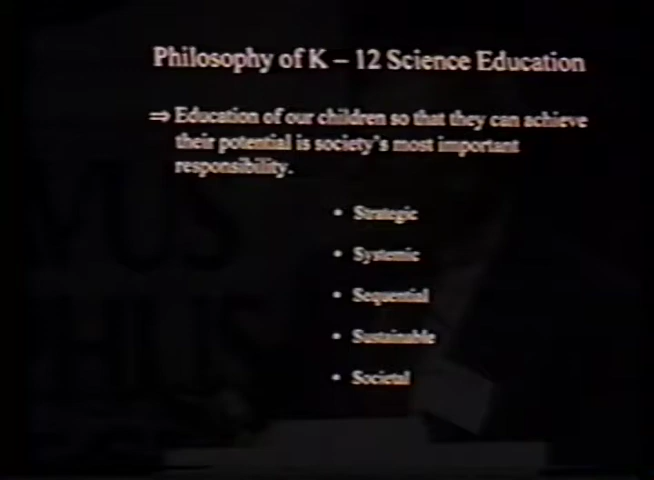 Philosophy of K – 12 Science Education
⇒ Education of our children so that they can achieve
their potential is society's most important
responsibility.
• Strategic
• Systemic
• Sequential
• Sustainable
• Societal